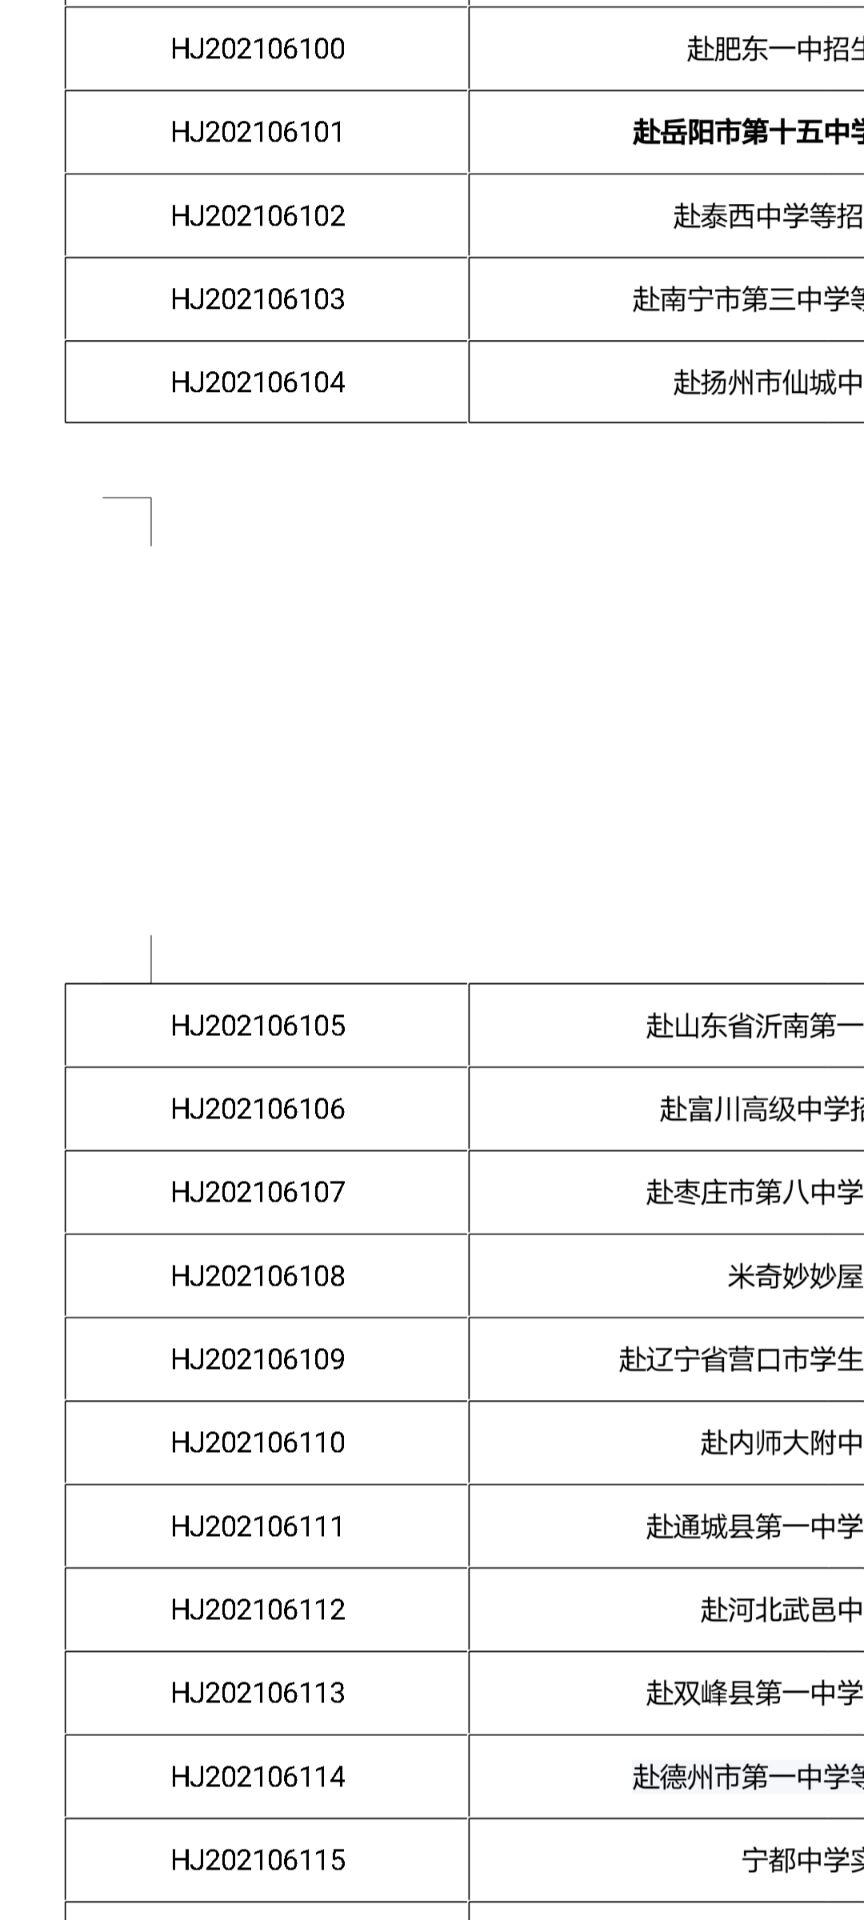 HJ202106100 赴肥东一中招生
HJ202106101 赴岳阳市第十五中学
HJ202106102 赴泰西中学等招
HJ202106103 赴南宁市第三中学等
HJ202106104 赴扬州市仙城中
HJ202106105 赴山东省沂南第一
HJ202106106 赴富川高级中学招
HJ202106107 赴枣庄市第八中学
HJ202106108 米奇妙妙屋
HJ202106109 赴辽宁省营口市学生
HJ202106110 赴内师大附中
HJ202106111 赴通城县第一中学
HJ202106112 赴河北武邑中
HJ202106113 赴双峰县第一中学
HJ202106114 赴德州市第一中学等
HJ202106115 宁都中学实